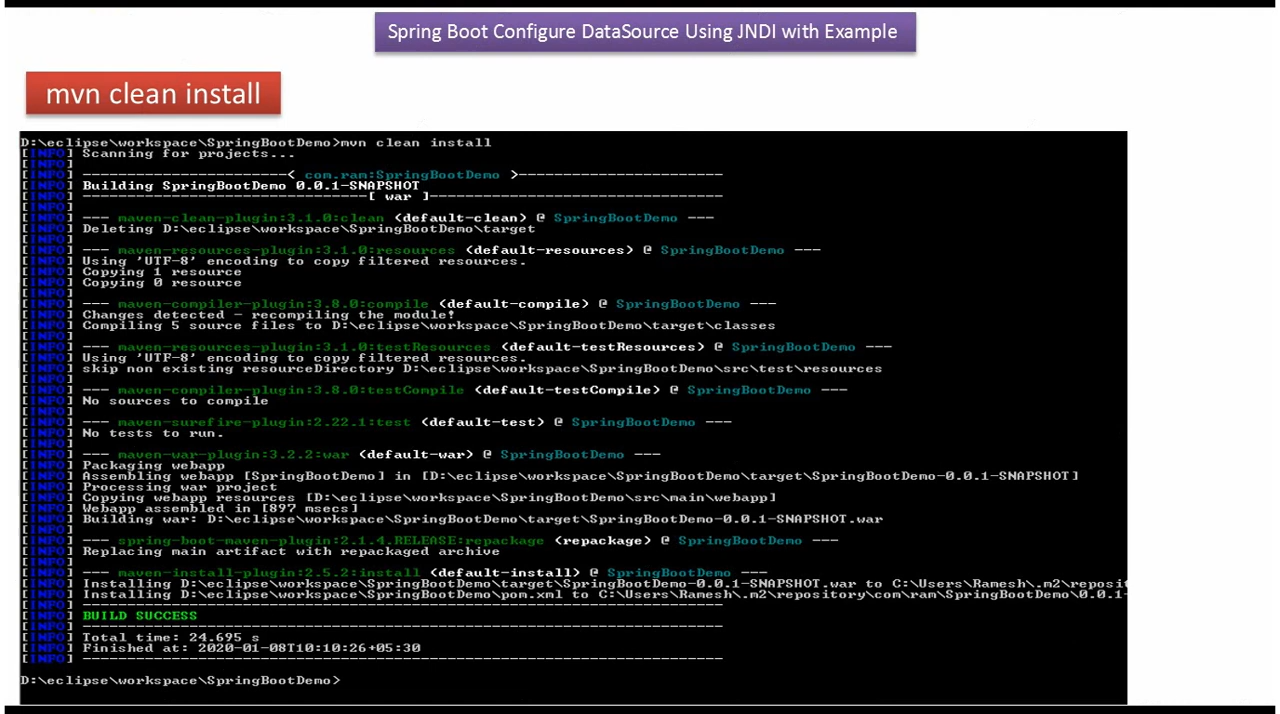 Spring Boot Configure DataSource Using JNDI with Example
mvn clean install
D:\eclipse\workspace\SpringBootDemo>mvn clean install
[INFO] Scanning for projects...
[INFO]
[INFO] -----------------------< com.ram:SpringBootDemo >-----------------------
[INFO] Building SpringBootDemo 0.0.1-SNAPSHOT
[INFO] --------------------------------[ war ]---------------------------------
[INFO]
[INFO] --- maven-clean-plugin:3.1.0:clean (default-clean) @ SpringBootDemo ---
[INFO] Deleting D:\eclipse\workspace\SpringBootDemo\target
[INFO]
[INFO] --- maven-resources-plugin:3.1.0:resources (default-resources) @ SpringBootDemo ---
[INFO] Using 'UTF-8' encoding to copy filtered resources.
[INFO] Copying 1 resource
[INFO] Copying 0 resource
[INFO]
[INFO] --- maven-compiler-plugin:3.8.0:compile (default-compile) @ SpringBootDemo ---
[INFO] Changes detected - recompiling the module!
[INFO] Compiling 5 source files to D:\eclipse\workspace\SpringBootDemo\target\classes
[INFO]
[INFO] --- maven-resources-plugin:3.1.0:testResources (default-testResources) @ SpringBootDemo ---
[INFO] Using 'UTF-8' encoding to copy filtered resources.
[INFO] skip non existing resourceDirectory D:\eclipse\workspace\SpringBootDemo\src\test\resources
[INFO]
[INFO] --- maven-compiler-plugin:3.8.0:testCompile (default-testCompile) @ SpringBootDemo ---
[INFO] No sources to compile
[INFO]
[INFO] --- maven-surefire-plugin:2.22.1:test (default-test) @ SpringBootDemo ---
[INFO] No tests to run.
[INFO]
[INFO] --- maven-war-plugin:3.2.2:war (default-war) @ SpringBootDemo ---
[INFO] Packaging webapp
[INFO] Assembling webapp [SpringBootDemo] in [D:\eclipse\workspace\SpringBootDemo\target\SpringBootDemo-0.0.1-SNAPSHOT]
[INFO] Processing war project
[INFO] Copying webapp resources [D:\eclipse\workspace\SpringBootDemo\src\main\webapp]
[INFO] Webapp assembled in [897 msecs]
[INFO] Building war: D:\eclipse\workspace\SpringBootDemo\target\SpringBootDemo-0.0.1-SNAPSHOT.war
[INFO]
[INFO] --- spring-boot-maven-plugin:2.1.4.RELEASE:repackage (repackage) @ SpringBootDemo ---
[INFO] Replacing main artifact with repackaged archive
[INFO]
[INFO] --- maven-install-plugin:2.5.2:install (default-install) @ SpringBootDemo ---
[INFO] Installing D:\eclipse\workspace\SpringBootDemo\target\SpringBootDemo-0.0.1-SNAPSHOT.war to C:\Users\Ramesh\.m2\reposit
[INFO] Installing D:\eclipse\workspace\SpringBootDemo\pom.xml to C:\Users\Ramesh\.m2\repository\com\ram\SpringBootDemo\0.0.1-
[INFO] ------------------------------------------------------------------------
[INFO] BUILD SUCCESS
[INFO] ------------------------------------------------------------------------
[INFO] Total time: 24.695 s
[INFO] Finished at: 2020-01-08T10:10:26+05:30
[INFO] ------------------------------------------------------------------------
D:\eclipse\workspace\SpringBootDemo>